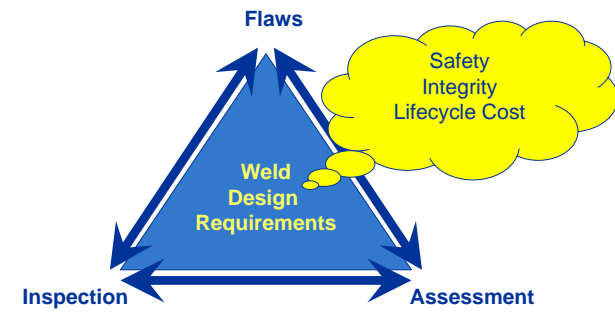 Flaws
Safety
Integrity
Lifecycle Cost
Weld
Design
Requirements
Inspection
Assessment